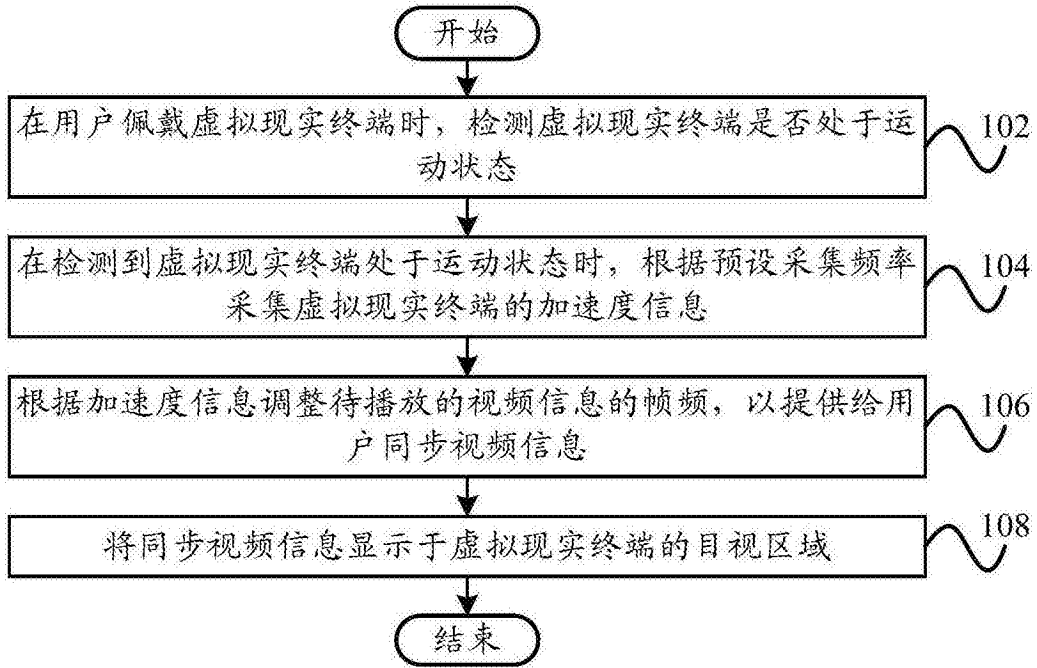 开始
在用户佩戴虚拟现实终端时，检测虚拟现实终端是否处于运
动状态
102
在检测到虚拟现实终端处于运动状态时，根据预设采集频率
采集虚拟现实终端的加速度信息
104
根据加速度信息调整待播放的视频信息的帧频，以提供给用
户同步视频信息
106
将同步视频信息显示于虚拟现实终端的目视区域
108
结束